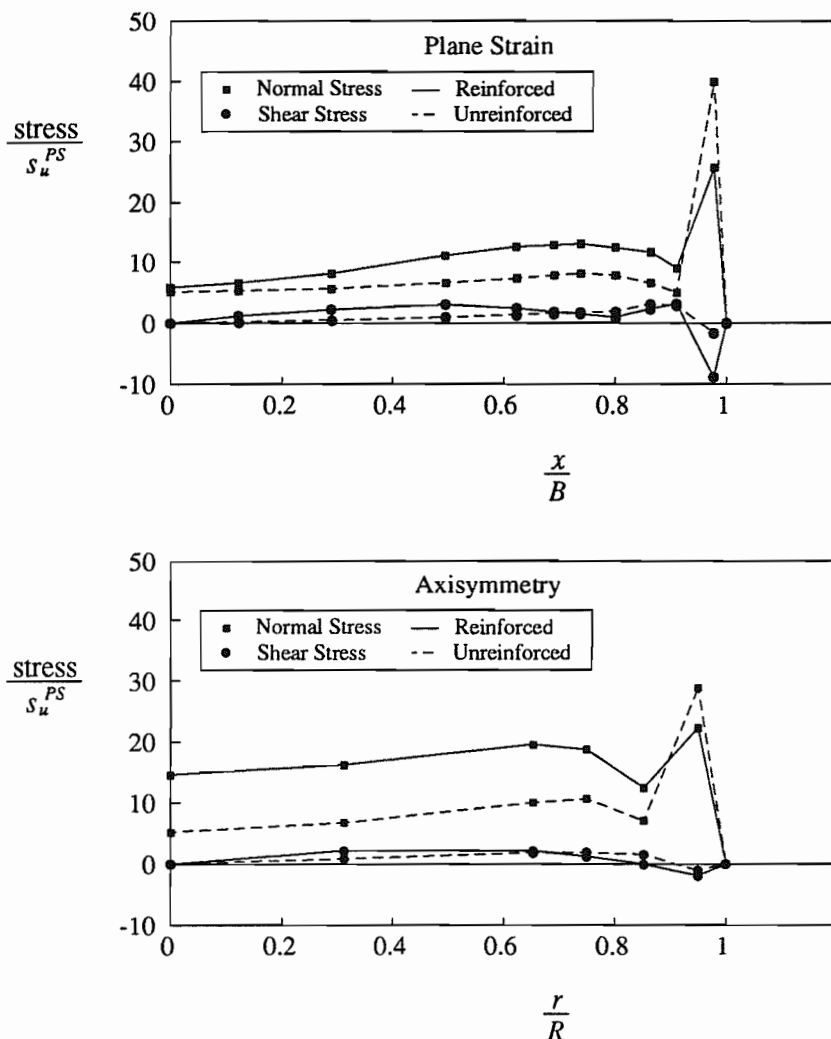 Plane Strain
Normal Stress Reinforced
Shear Stress Unreinforced
stress
s_u^PS
50
40
30
20
10
0
-10
0 0.2 0.4 0.6 0.8 1
x
B
Axisymmetry
Normal Stress Reinforced
Shear Stress Unreinforced
stress
s_u^PS
50
40
30
20
10
0
-10
0 0.2 0.4 0.6 0.8 1
r
R